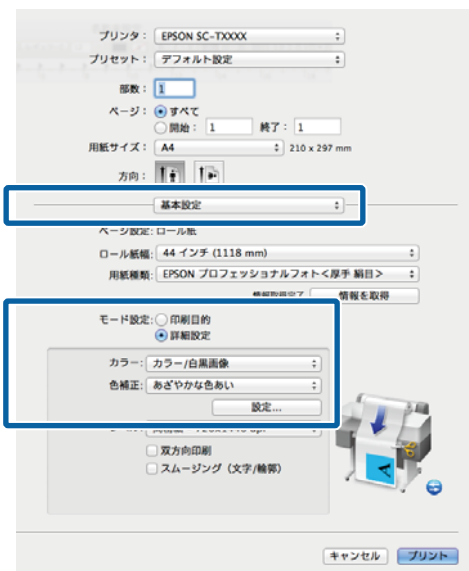 プリンタ： EPSON SC-TXXXX
プリセット： デフォルト設定
部数： 1
ページ： すべて
開始： 1 終了： 1
用紙サイズ： A4 210 x 297 mm
方向：
基本設定
ページ設定: ロール紙
ロール紙幅: 44 インチ (1118 mm)
用紙種類: EPSON プロフェッショナルフォト<厚手 絹目>
情報取得完了 情報を取得
モード設定: 印刷目的
詳細設定
カラー: カラー/白黒画像
色補正: あざやかな色あい
設定...
双方向印刷
スムージング（文字/輪郭）
キャンセル プリント